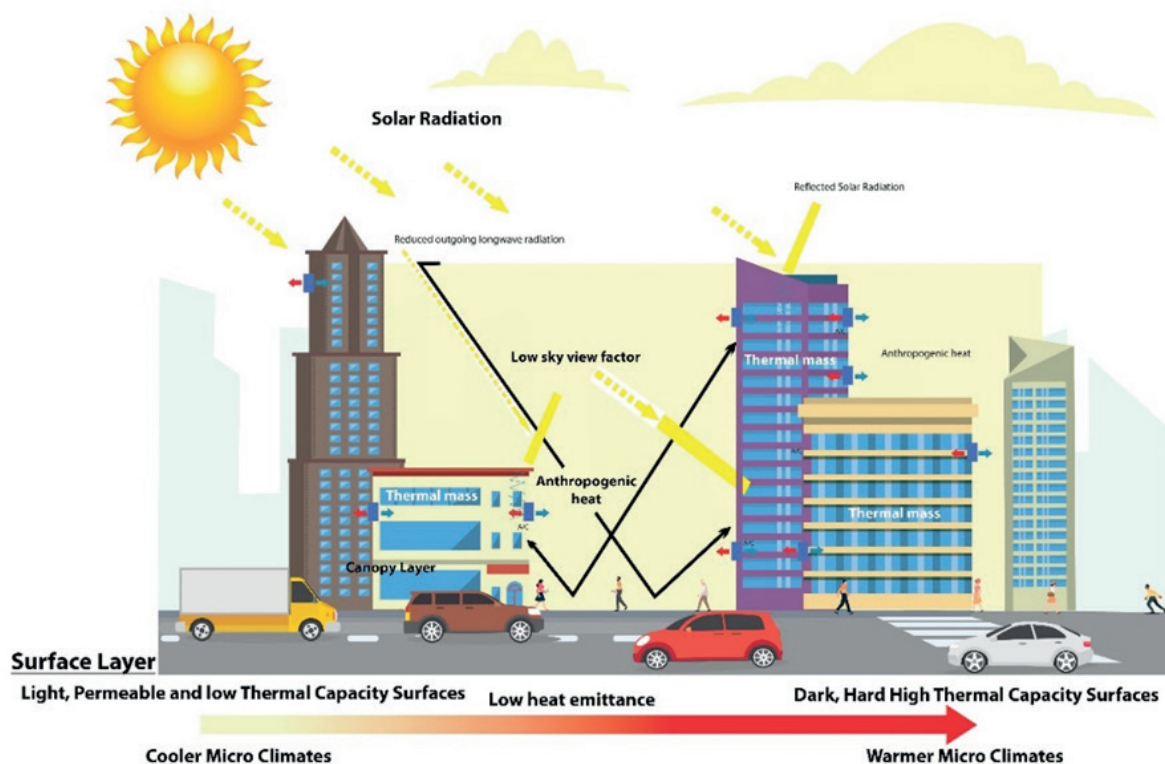 Solar Radiation
Reflected Solar Radiation
Reduced outgoing longwave radiation
Low sky view factor
Thermal mass
Anthropogenic heat
Anthropogenic
heat
Thermal mass
A/C
Thermal mass
Canopy Layer
Surface Layer
Light, Permeable and low Thermal Capacity Surfaces
Low heat emittance
Dark, Hard High Thermal Capacity Surfaces
Cooler Micro Climates
Warmer Micro Climates